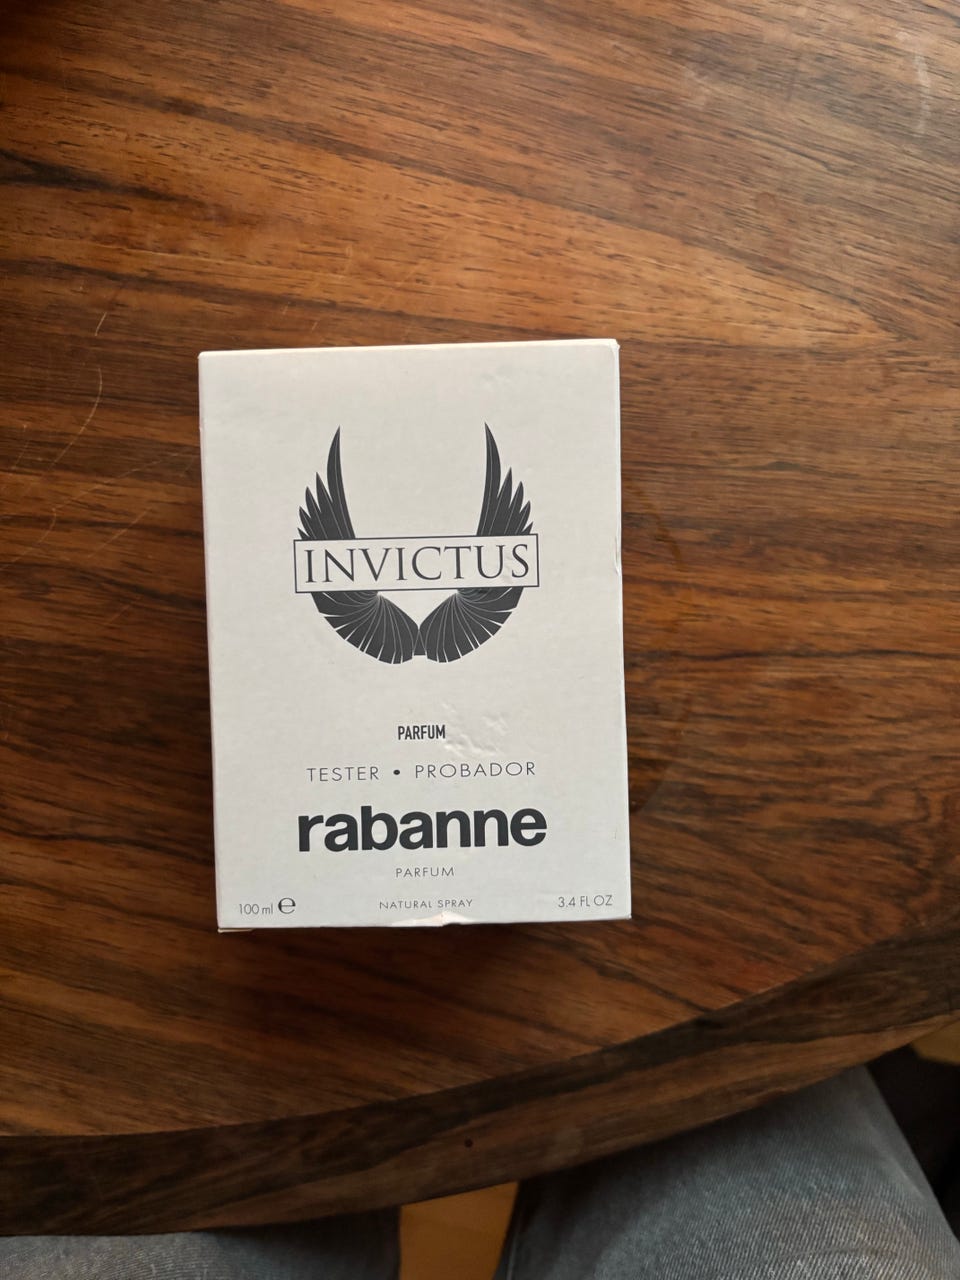 INVICTUS
PARFUM
TESTER • PROBADOR
rabanne
PARFUM
100 ml ℮ NATURAL SPRAY 3.4 FL OZ